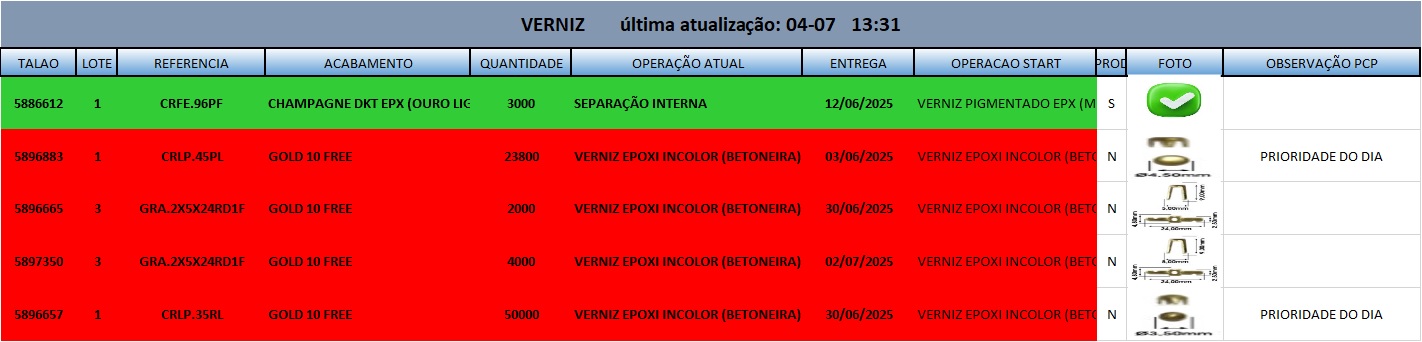 VERNIZ última atualização: 04-07 13:31
TALAO LOTE REFERENCIA ACABAMENTO QUANTIDADE OPERAÇÃO ATUAL ENTREGA OPERACAO START PROD FOTO OBSERVAÇÃO PCP
5886612 1 CRFE.96PF CHAMPAGNE DKT EPX (OURO LIG 3000 SEPARAÇÃO INTERNA 12/06/2025 VERNIZ PIGMENTADO EPX (M S
5896883 1 CRLP.45PL GOLD 10 FREE 23800 VERNIZ EPOXI INCOLOR (BETONEIRA) 03/06/2025 VERNIZ EPOXI INCOLOR (BETO N PRIORIDADE DO DIA
Ø4.50mm
5896665 3 GRA.2X5X24RD1F GOLD 10 FREE 2000 VERNIZ EPOXI INCOLOR (BETONEIRA) 30/06/2025 VERNIZ EPOXI INCOLOR (BETO N
24.00mm
5897350 3 GRA.2X5X24RD1F GOLD 10 FREE 4000 VERNIZ EPOXI INCOLOR (BETONEIRA) 02/07/2025 VERNIZ EPOXI INCOLOR (BETO N
24.00mm
5896657 1 CRLP.35RL GOLD 10 FREE 50000 VERNIZ EPOXI INCOLOR (BETONEIRA) 30/06/2025 VERNIZ EPOXI INCOLOR (BETO N PRIORIDADE DO DIA
Ø3.50mm